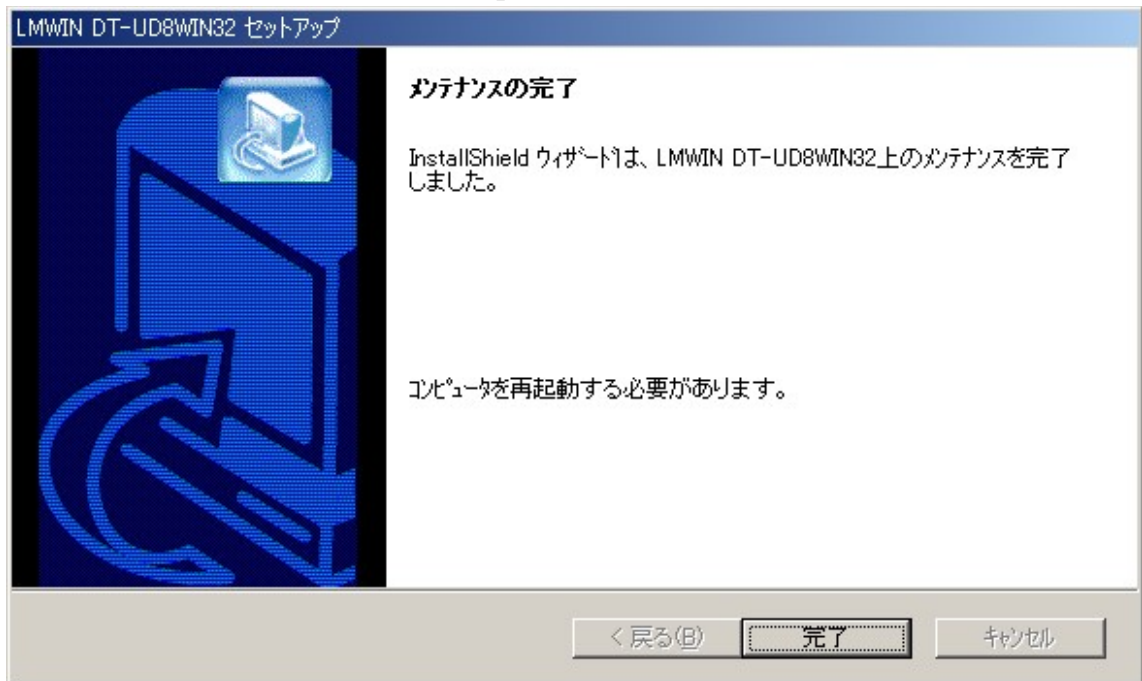 LMWIN DT-UD8WIN32 セットアップ
ﾒﾝﾃﾅﾝｽの完了
InstallShield ｳｨｻﾞｰﾄﾞは、LMWIN DT-UD8WIN32上のﾒﾝﾃﾅﾝｽを完了
しました。
ｺﾝﾋﾟｭｰﾀを再起動する必要があります。
< 戻る(B)
完了
ｷｬﾝｾﾙ